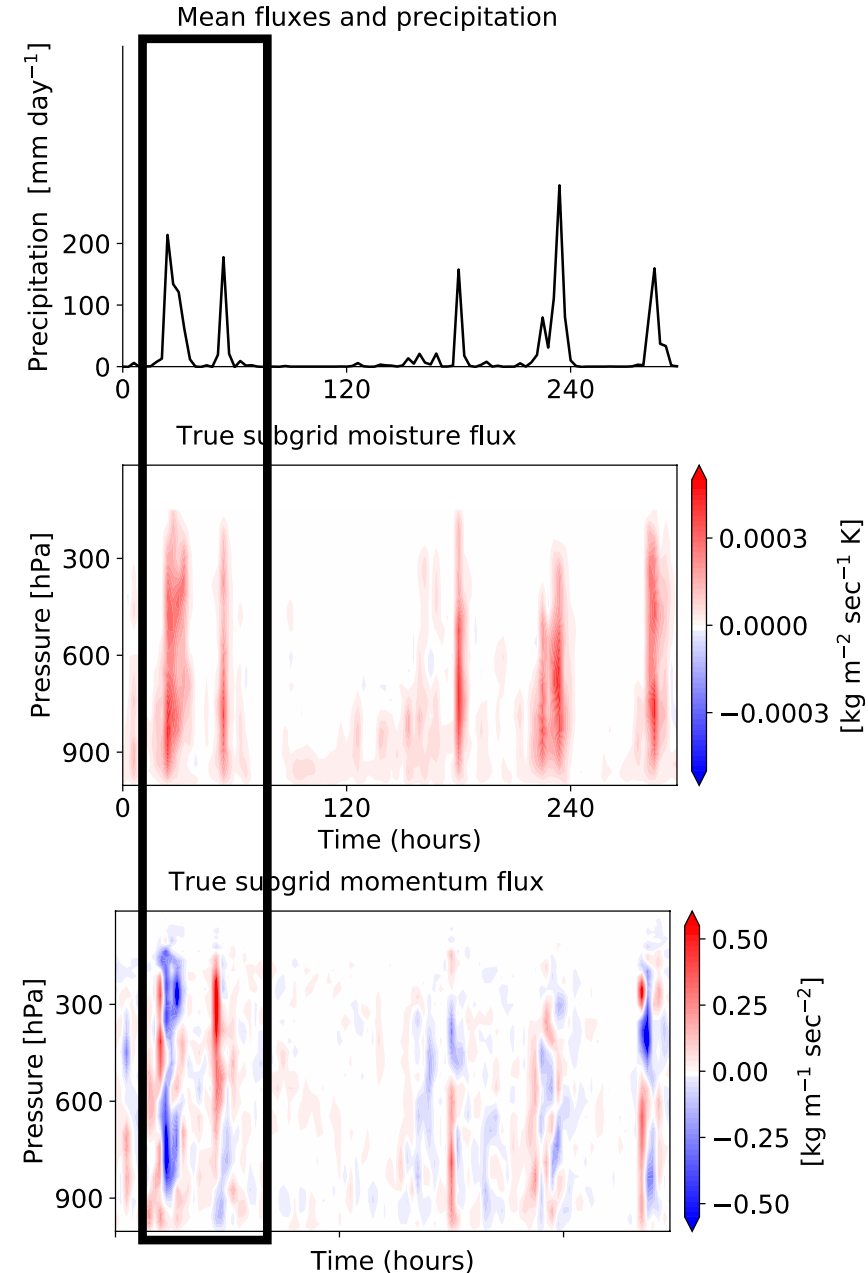 Mean fluxes and precipitation
Precipitation [mm day⁻¹]
200
100
0
0
120
240
True subgrid moisture flux
Pressure [hPa]
300
600
900
0
120
240
Time (hours)
0.0003
0.0000
−0.0003
[kg m⁻² sec⁻¹ K]
True subgrid momentum flux
Pressure [hPa]
300
600
900
Time (hours)
0.50
0.25
0.00
−0.25
−0.50
[kg m⁻¹ sec⁻²]